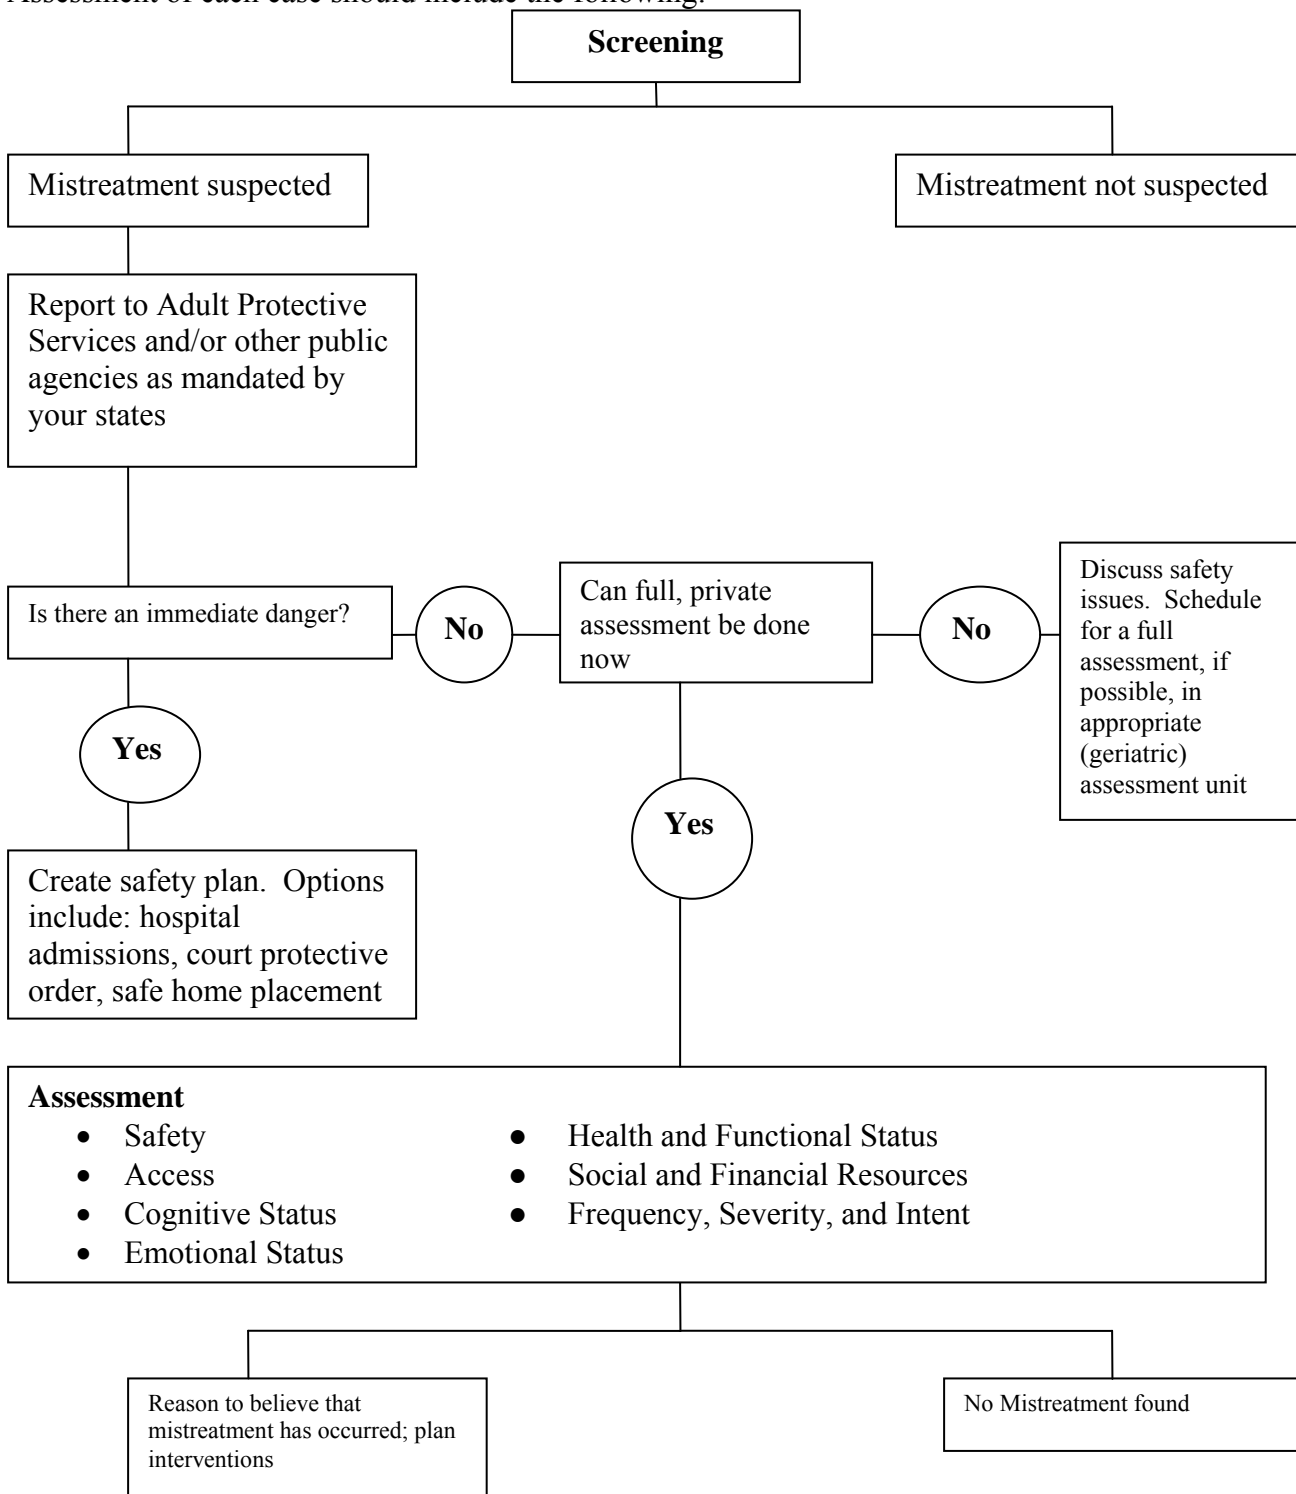 Assessment of each case should include the following:
Screening
Mistreatment suspected
Mistreatment not suspected
Report to Adult Protective
Services and/or other public
agencies as mandated by
your states
Is there an immediate danger?
No
Can full, private
assessment be done
now
No
Discuss safety
issues.  Schedule
for a full
assessment, if
possible, in
appropriate
(geriatric)
assessment unit
Yes
Yes
Create safety plan.  Options
include: hospital
admissions, court protective
order, safe home placement
Assessment
• Safety
• Access
• Cognitive Status
• Emotional Status
● Health and Functional Status
● Social and Financial Resources
● Frequency, Severity, and Intent
Reason to believe that
mistreatment has occurred; plan
interventions
No Mistreatment found